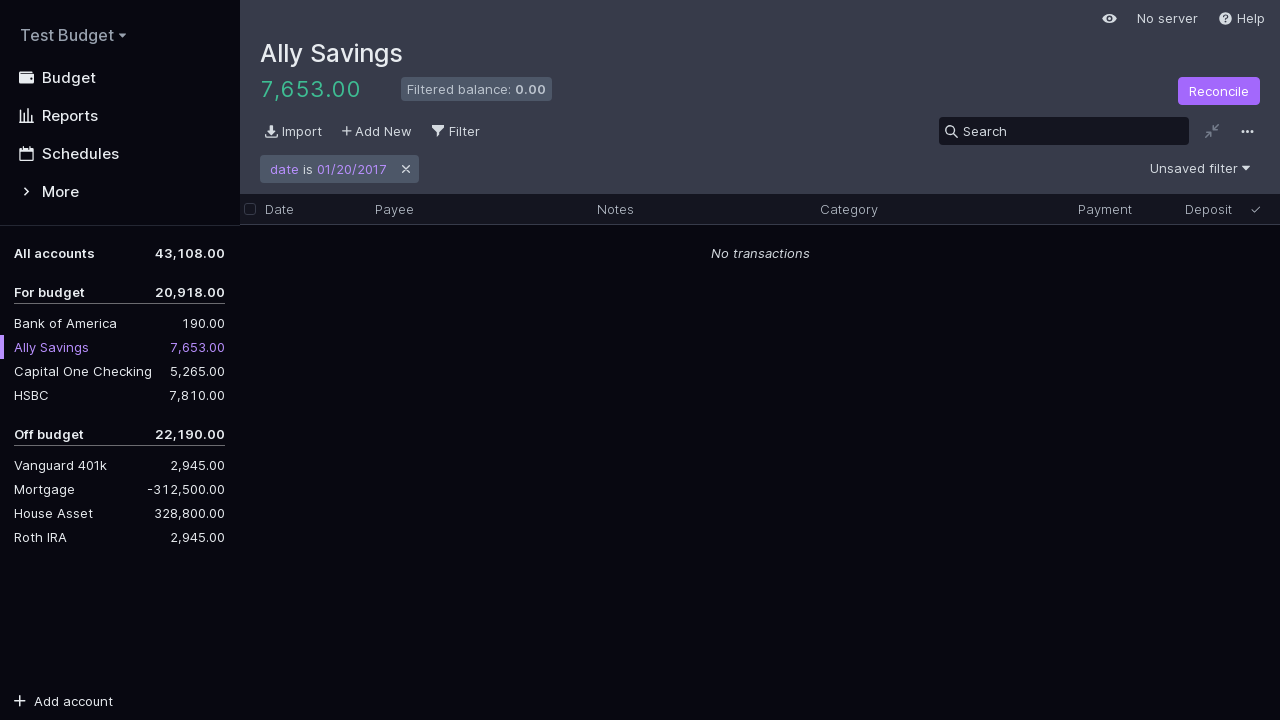 Test Budget
Budget
Reports
Schedules
More
All accounts 43,108.00
For budget 20,918.00
Bank of America 190.00
Ally Savings 7,653.00
Capital One Checking 5,265.00
HSBC 7,810.00
Off budget 22,190.00
Vanguard 401k 2,945.00
Mortgage -312,500.00
House Asset 328,800.00
Roth IRA 2,945.00
Add account
No server Help
Ally Savings
7,653.00 Filtered balance: 0.00 Reconcile
Import Add New Filter Search
date is 01/20/2017 Unsaved filter
Date Payee Notes Category Payment Deposit
No transactions